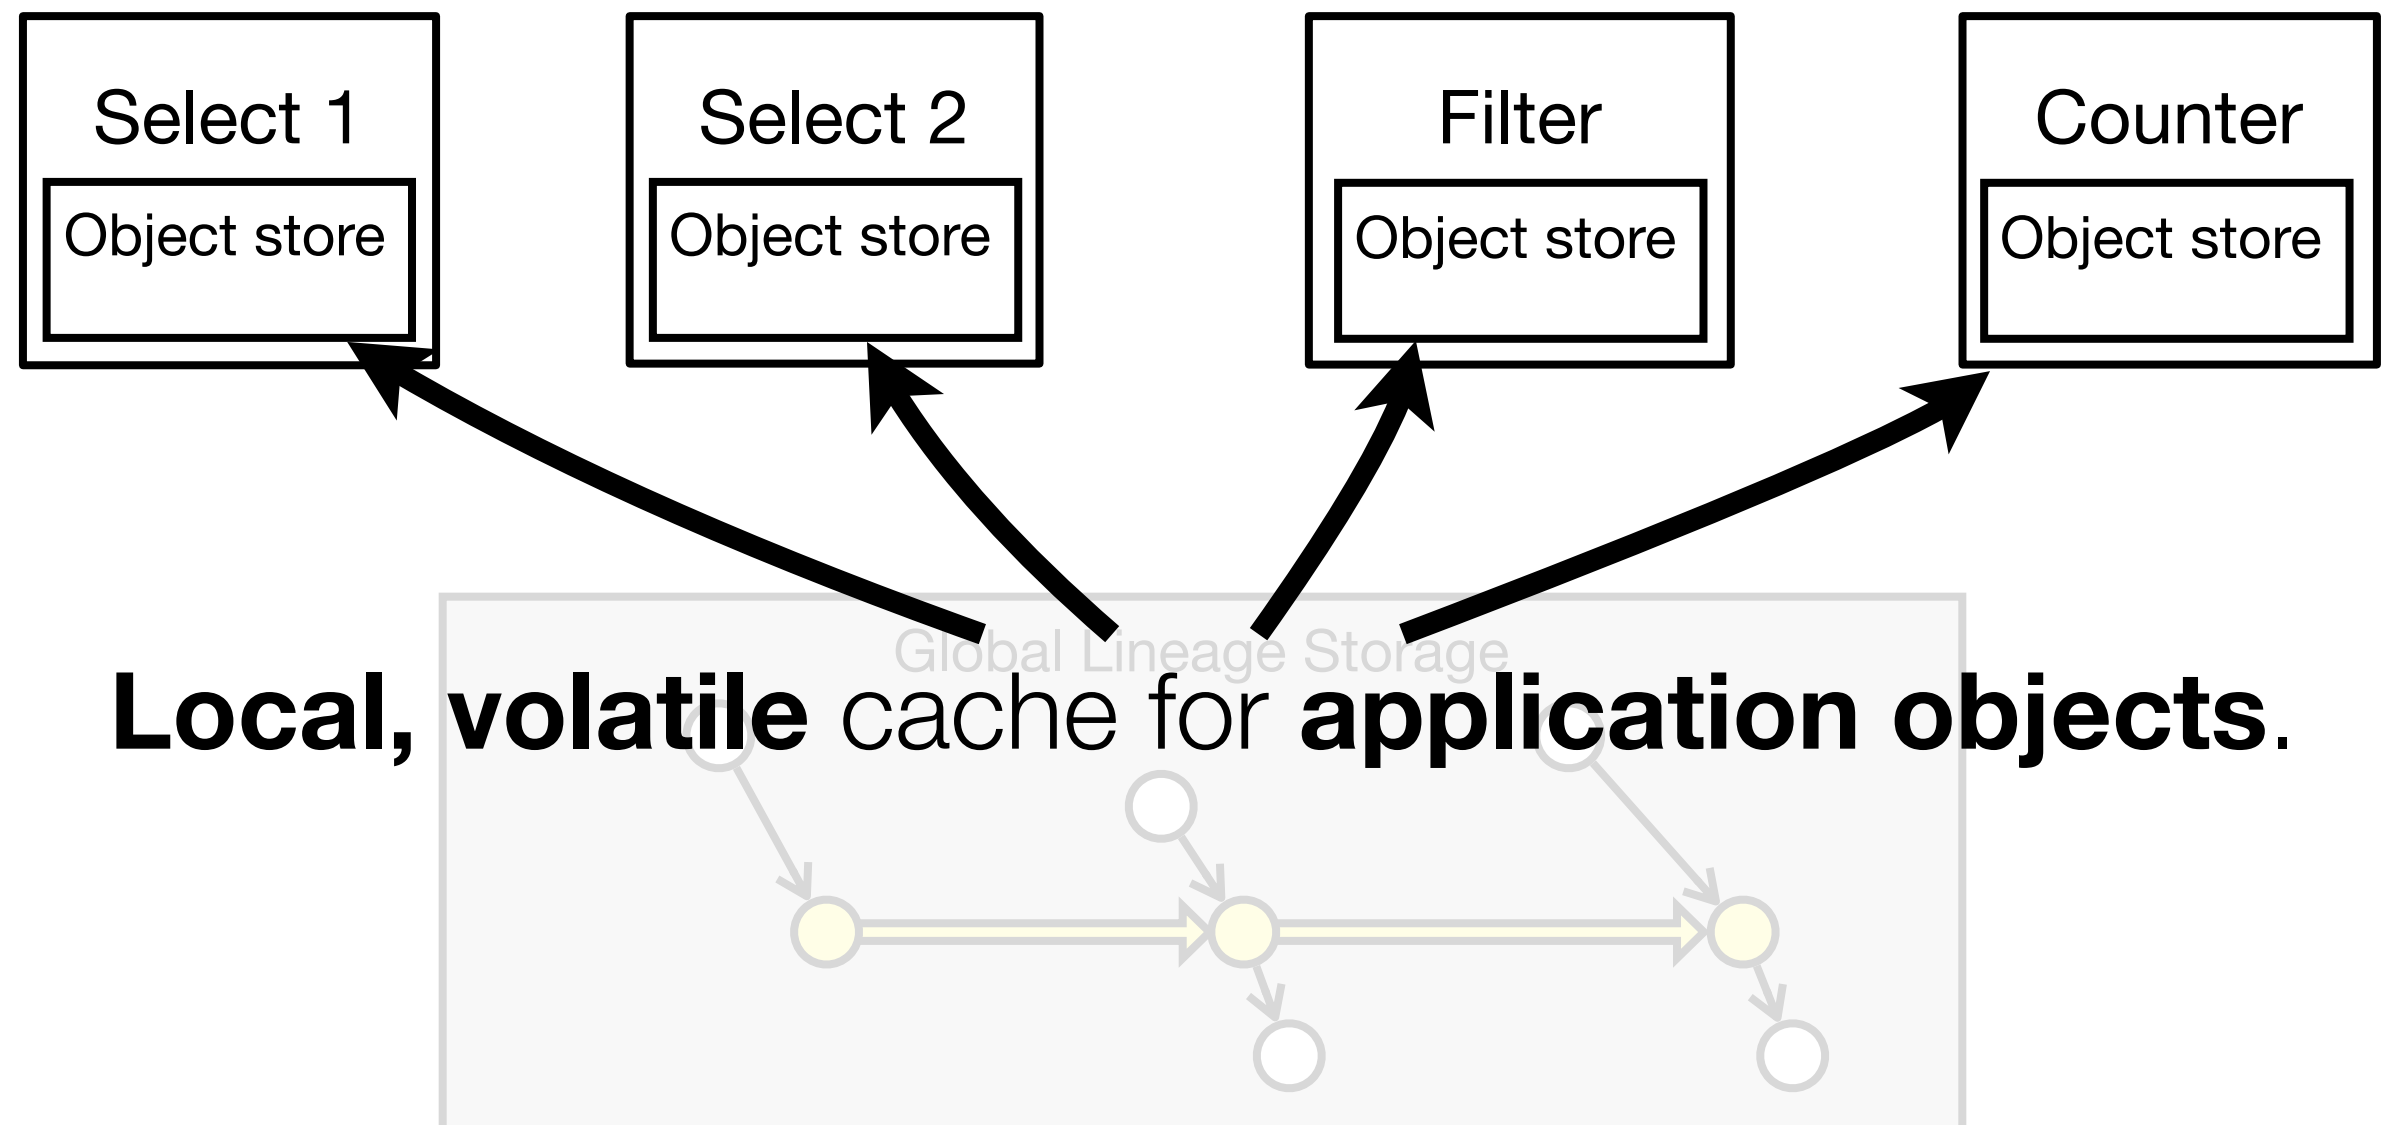 Select 1
Select 2
Filter
Counter
Object store
Object store
Object store
Object store
Global Lineage Storage
Local, volatile cache for application objects.